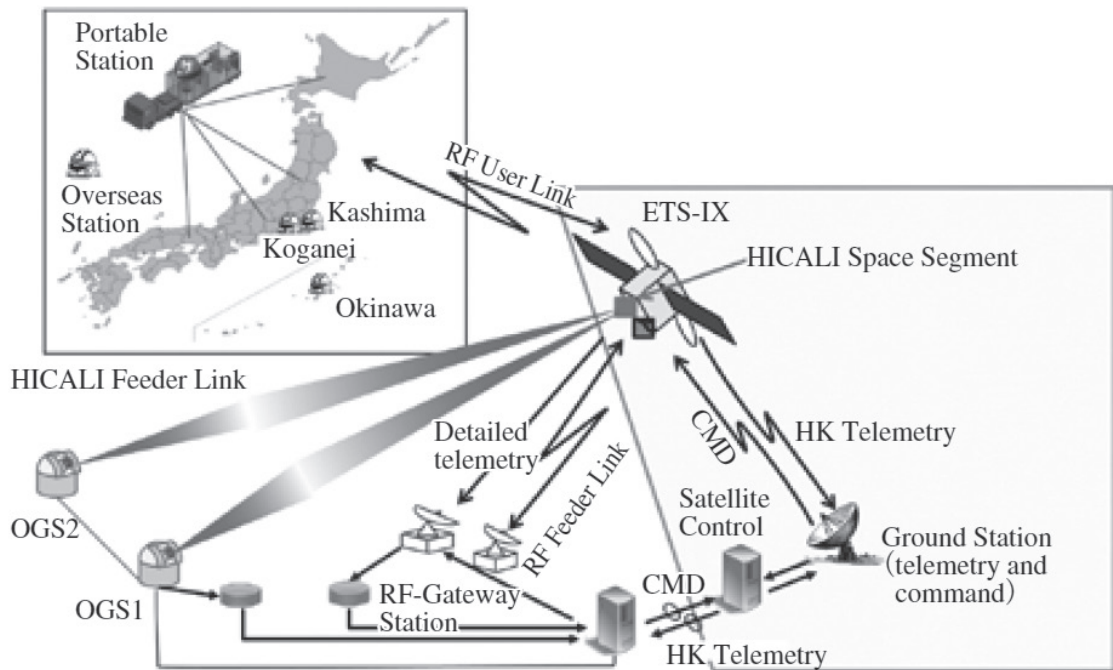 Portable
Station
Overseas
Station
Kashima
Koganei
Okinawa
RF User Link
ETS-IX
HICALI Space Segment
HICALI Feeder Link
Detailed
telemetry
RF Feeder Link
CMD
HK Telemetry
OGS2
OGS1
RF-Gateway
Station
Satellite
Control
CMD
HK Telemetry
Ground Station
(telemetry and
command)